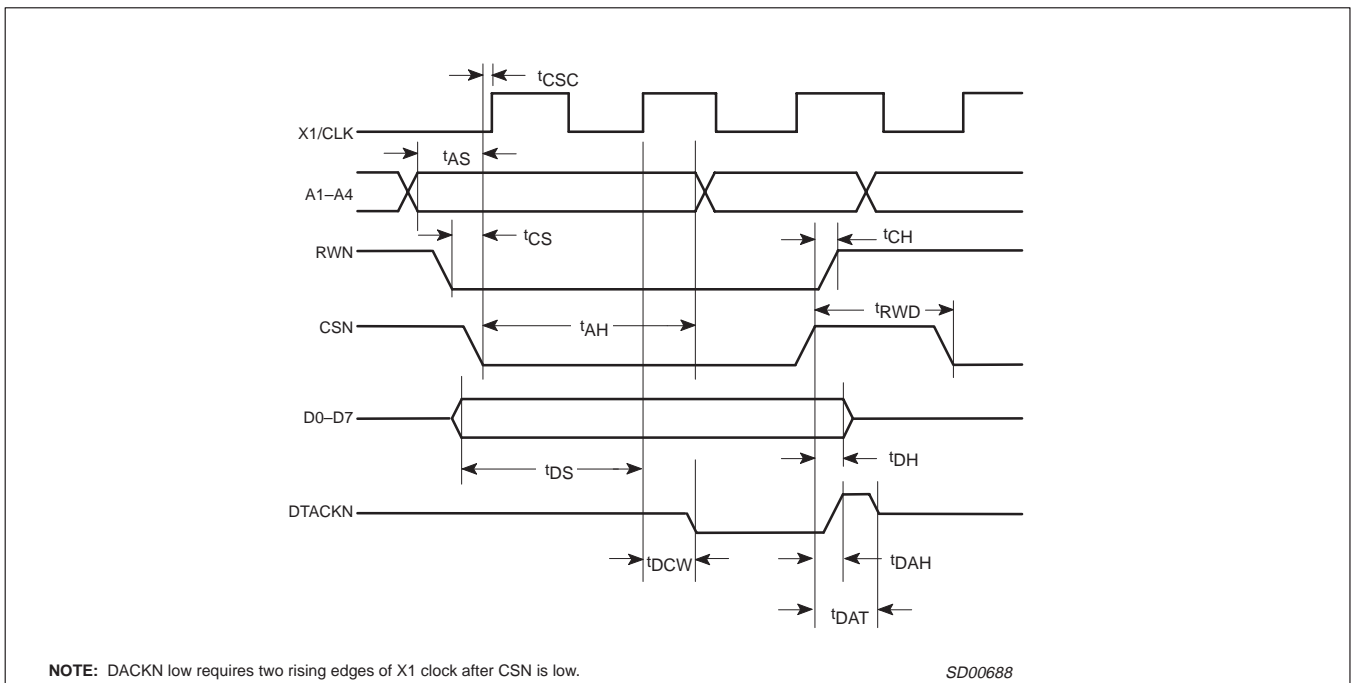 tCSC
X1/CLK
tAS
A1–A4
tCS
tCH
RWN
tRWD
CSN
tAH
D0–D7
tDS
tDH
DTACKN
tDCW
tDAH
tDAT
NOTE: DACKN low requires two rising edges of X1 clock after CSN is low.
SD00688